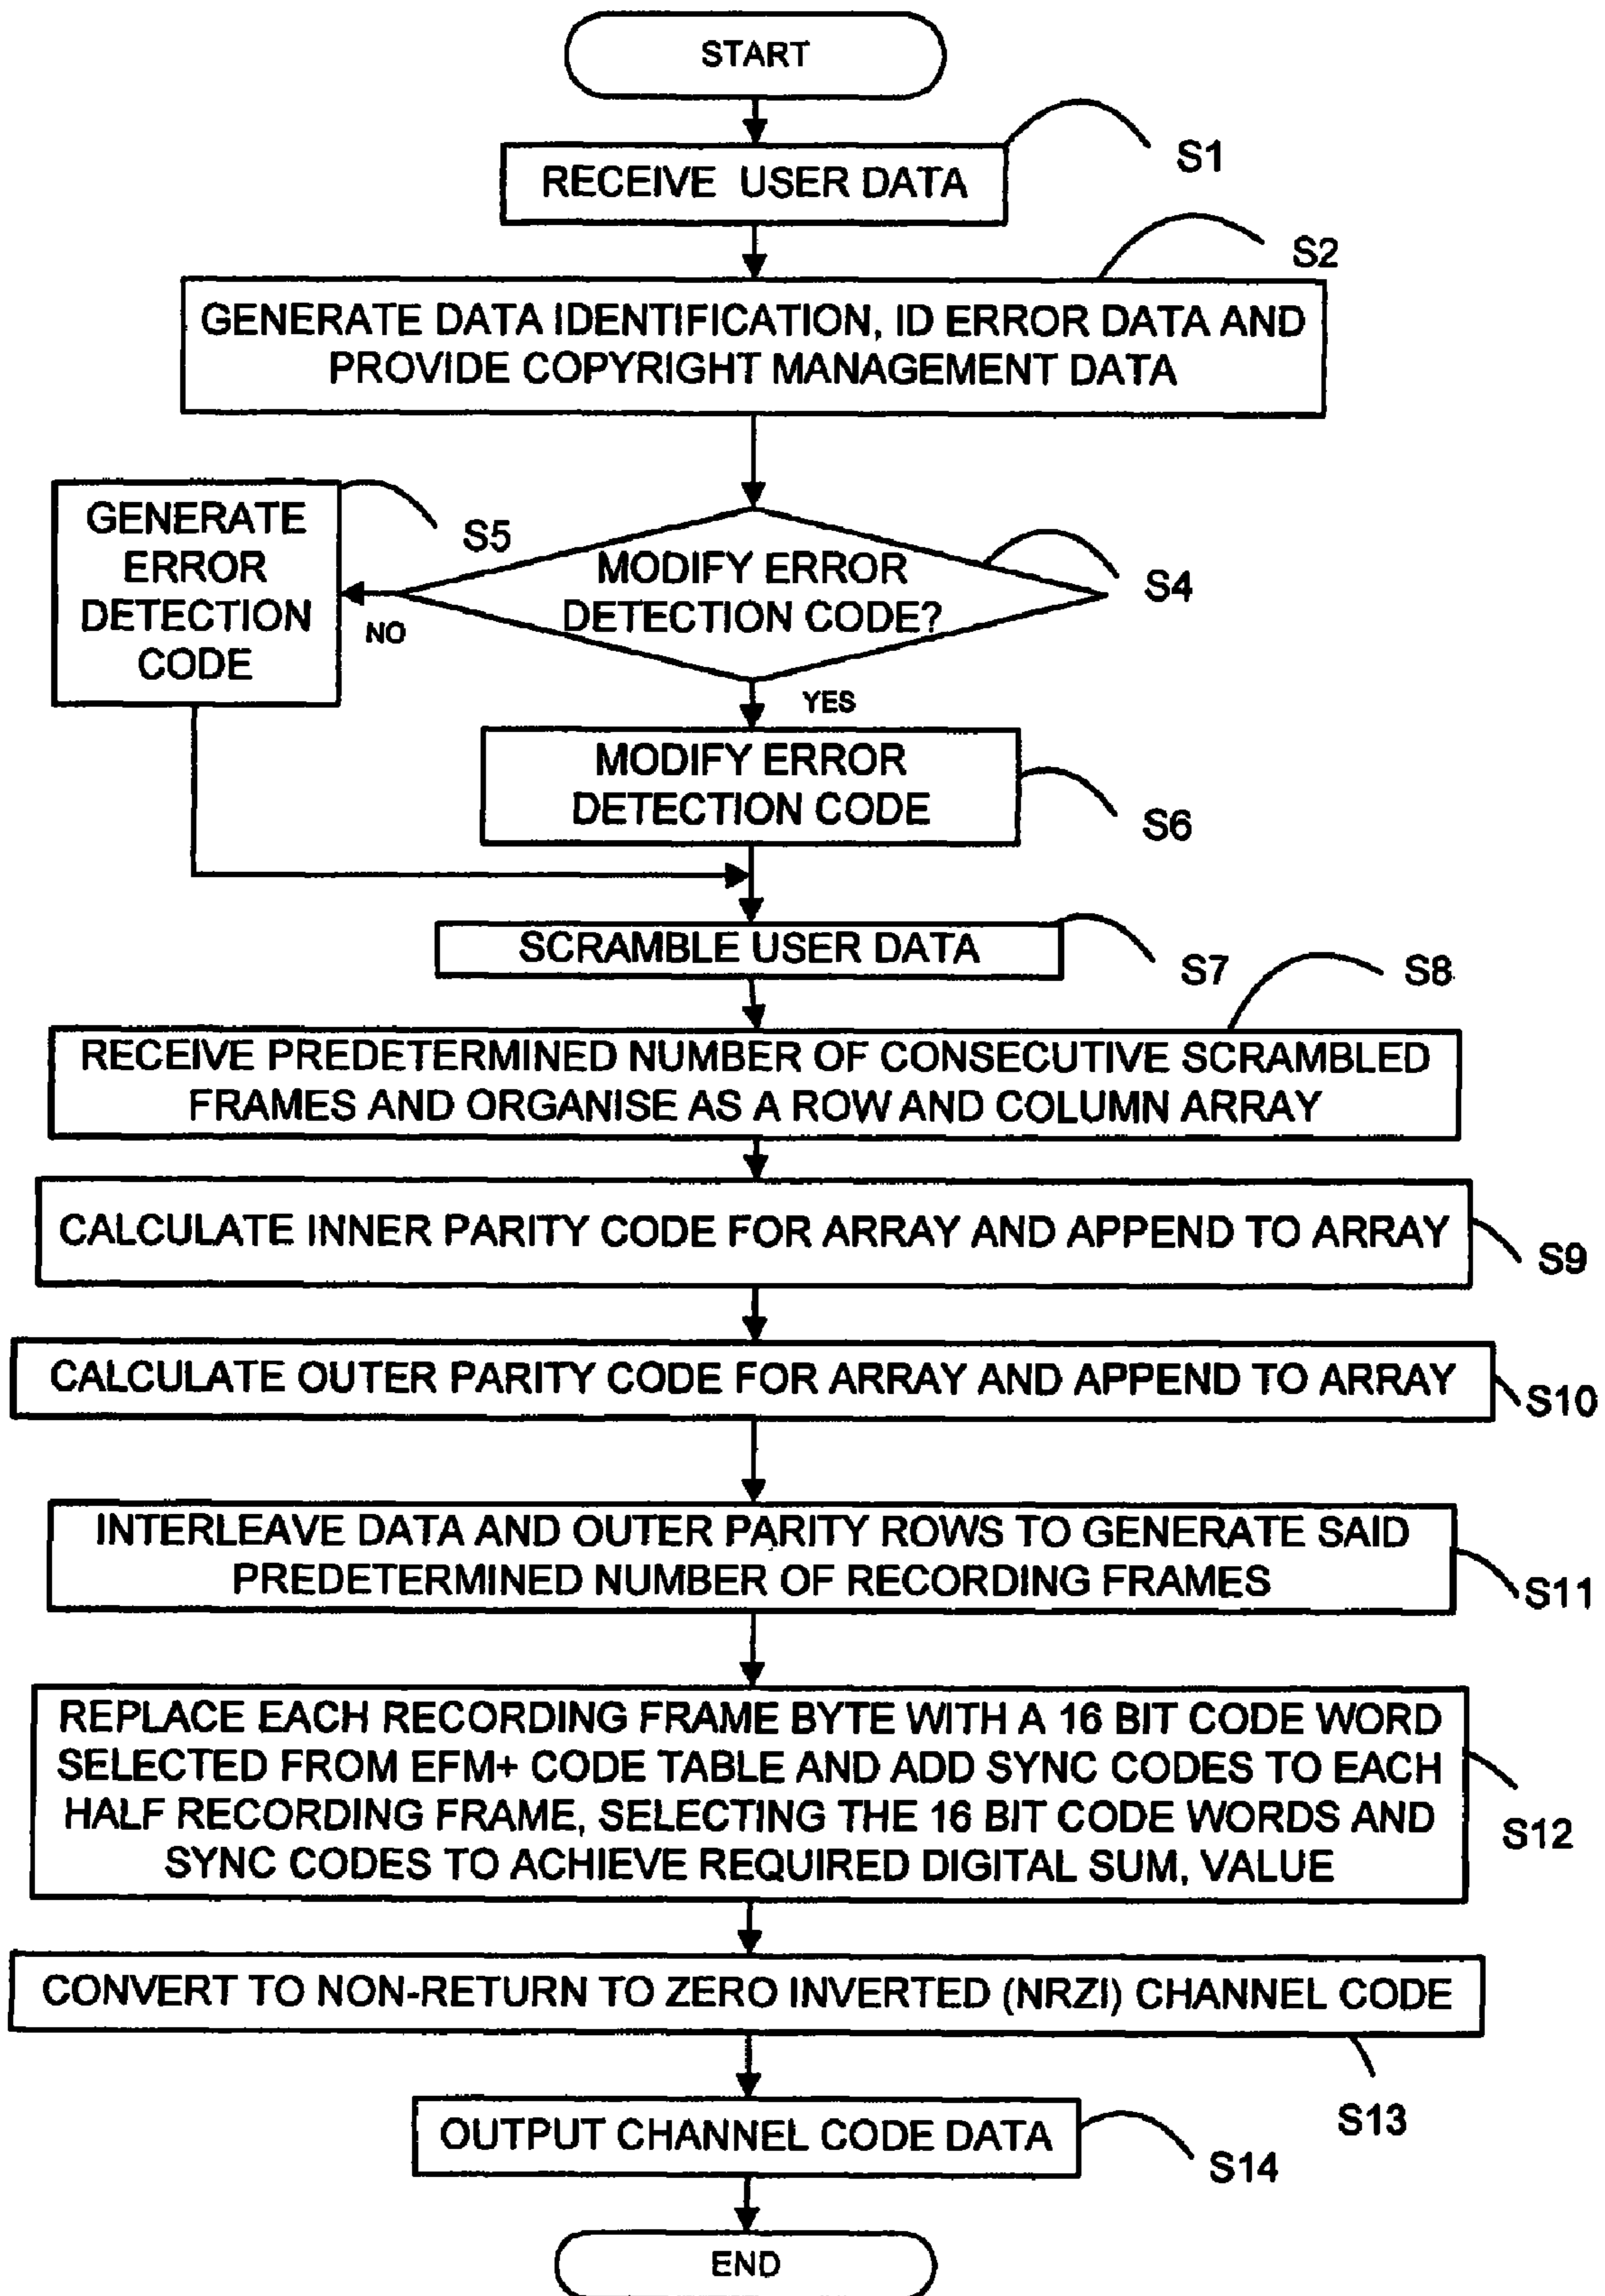 START
RECEIVE USER DATA
S1
S2
GENERATE DATA IDENTIFICATION, ID ERROR DATA AND
PROVIDE COPYRIGHT MANAGEMENT DATA
GENERATE
ERROR
DETECTION
CODE
S5
MODIFY ERROR
DETECTION CODE?
S4
NO
YES
MODIFY ERROR
DETECTION CODE
S6
SCRAMBLE USER DATA
S7
S8
RECEIVE PREDETERMINED NUMBER OF CONSECUTIVE SCRAMBLED
FRAMES AND ORGANISE AS A ROW AND COLUMN ARRAY
CALCULATE INNER PARITY CODE FOR ARRAY AND APPEND TO ARRAY
S9
CALCULATE OUTER PARITY CODE FOR ARRAY AND APPEND TO ARRAY
S10
INTERLEAVE DATA AND OUTER PARITY ROWS TO GENERATE SAID
PREDETERMINED NUMBER OF RECORDING FRAMES
S11
REPLACE EACH RECORDING FRAME BYTE WITH A 16 BIT CODE WORD
SELECTED FROM EFM+ CODE TABLE AND ADD SYNC CODES TO EACH
HALF RECORDING FRAME, SELECTING THE 16 BIT CODE WORDS AND
SYNC CODES TO ACHIEVE REQUIRED DIGITAL SUM, VALUE
S12
CONVERT TO NON-RETURN TO ZERO INVERTED (NRZI) CHANNEL CODE
S13
OUTPUT CHANNEL CODE DATA
S14
END